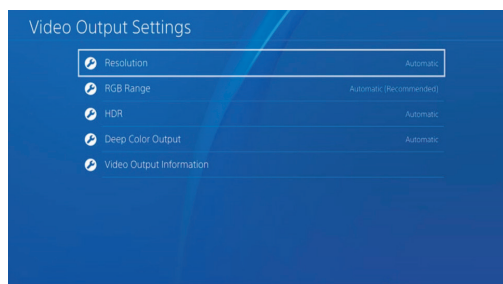 Video Output Settings
Resolution Automatic
RGB Range Automatic (Recommended)
HDR Automatic
Deep Color Output Automatic
Video Output Information